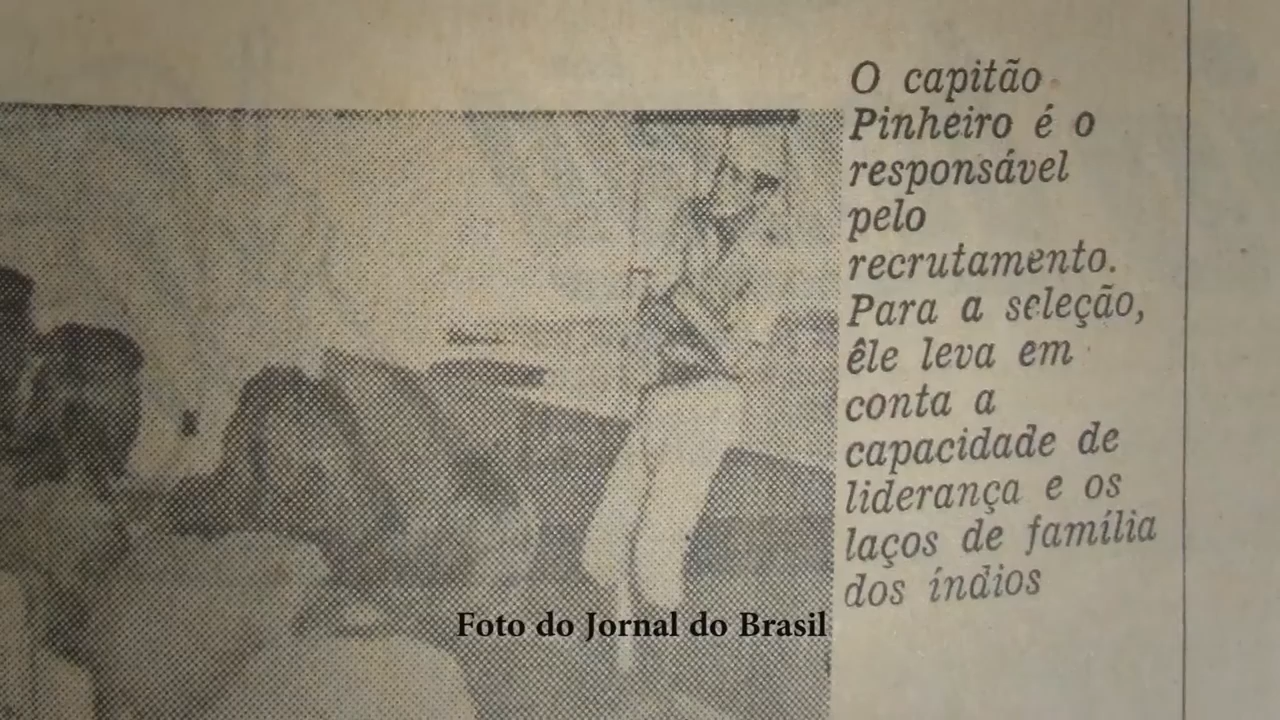 O capitão
Pinheiro é o
responsável
pelo
recrutamento.
Para a seleção,
êle leva em
conta a
capacidade de
liderança e os
laços de família
dos índios
Foto do Jornal do Brasil